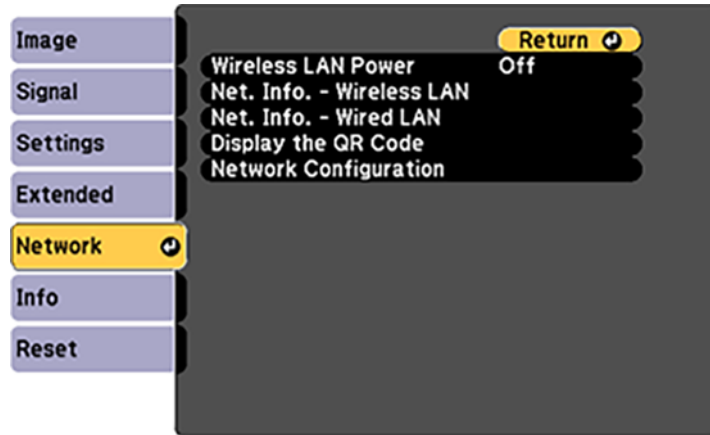 Image
Signal
Settings
Extended
Network
Info
Reset
Return
Wireless LAN Power Off
Net. Info. - Wireless LAN
Net. Info. - Wired LAN
Display the QR Code
Network Configuration